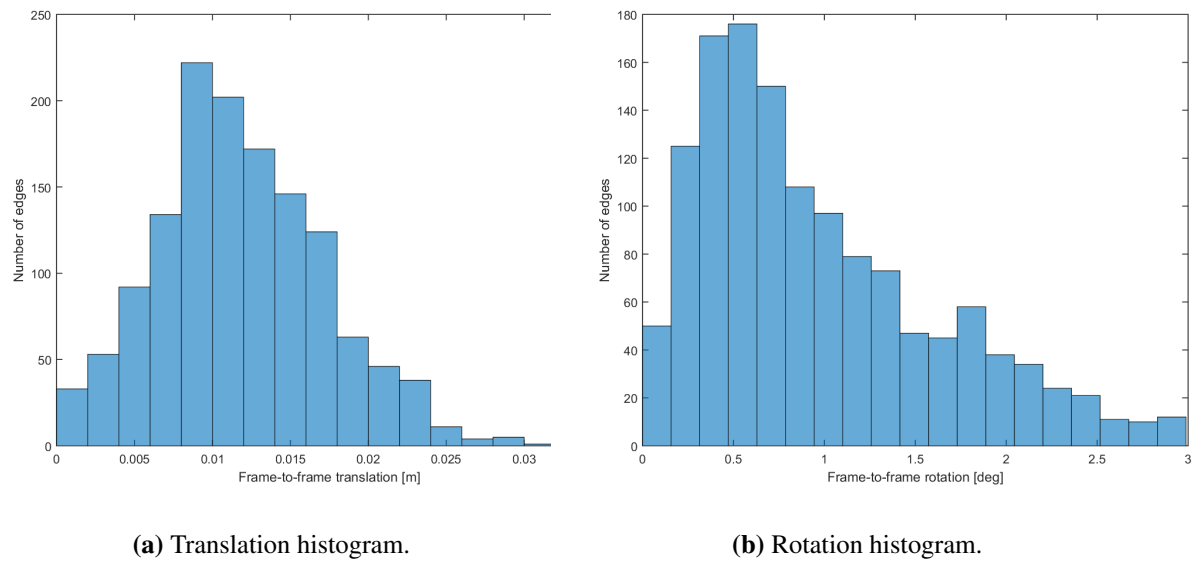 250
200
150
100
50
0
Number of edges
0 0.005 0.01 0.015 0.02 0.025 0.03
Frame-to-frame translation [m]
(a) Translation histogram.
180
160
140
120
100
80
60
40
20
0
Number of edges
0 0.5 1 1.5 2 2.5 3
Frame-to-frame rotation [deg]
(b) Rotation histogram.